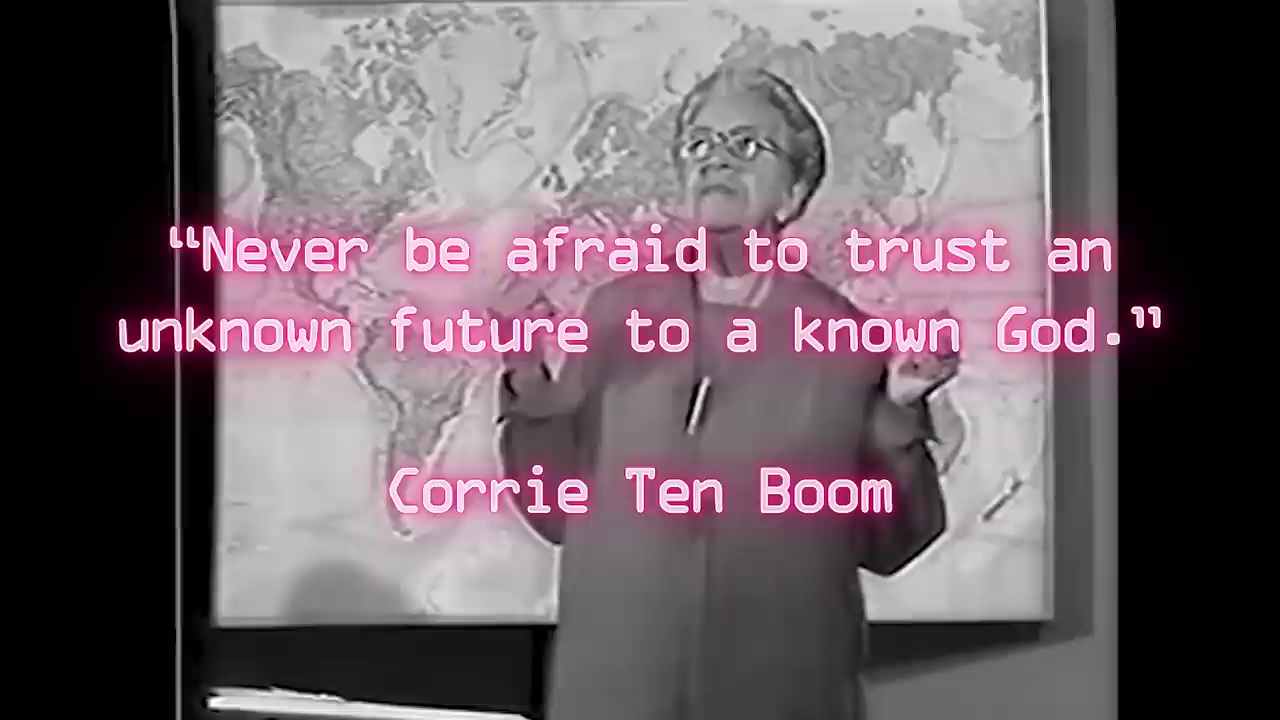 “Never be afraid to trust an
unknown future to a known God.”
Corrie Ten Boom